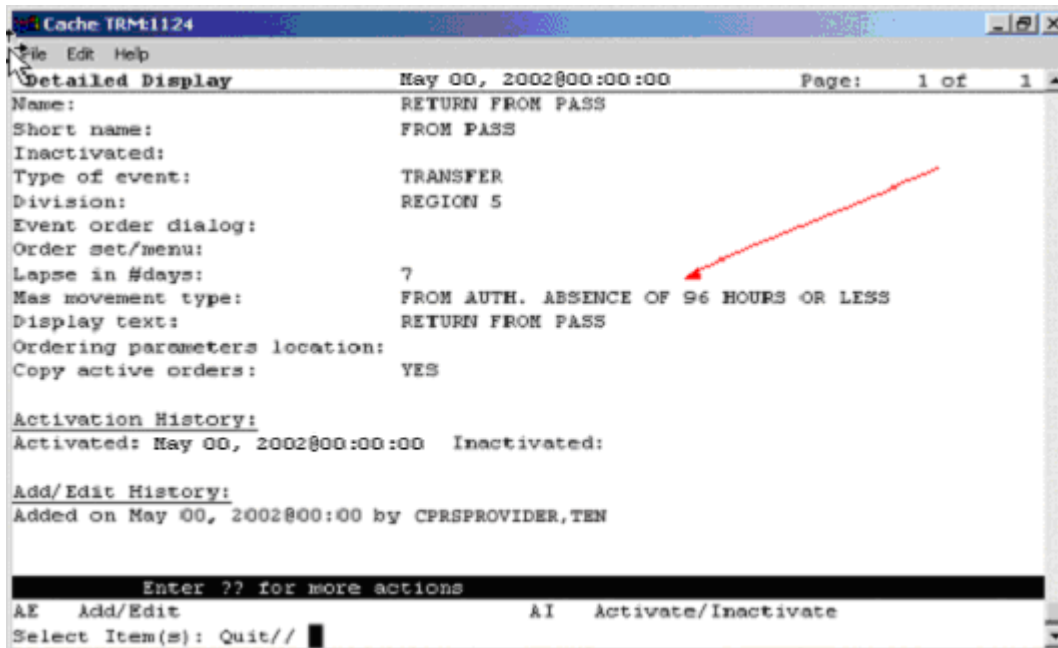 Cache TRM:1124
File Edit Help
Detailed Display May 00, 2002@00:00:00 Page: 1 of 1
Name: RETURN FROM PASS
Short name: FROM PASS
Inactivated:
Type of event: TRANSFER
Division: REGION 5
Event order dialog:
Order set/menu:
Lapse in #days: 7
Mas movement type: FROM AUTH. ABSENCE OF 96 HOURS OR LESS
Display text: RETURN FROM PASS
Ordering parameters location:
Copy active orders: YES
Activation History:
Activated: May 00, 2002@00:00:00 Inactivated:
Add/Edit History:
Added on May 00, 2002@00:00 by CPRSPROVIDER,TEN
Enter ?? for more actions
AE Add/Edit AI Activate/Inactivate
Select Item(s): Quit//